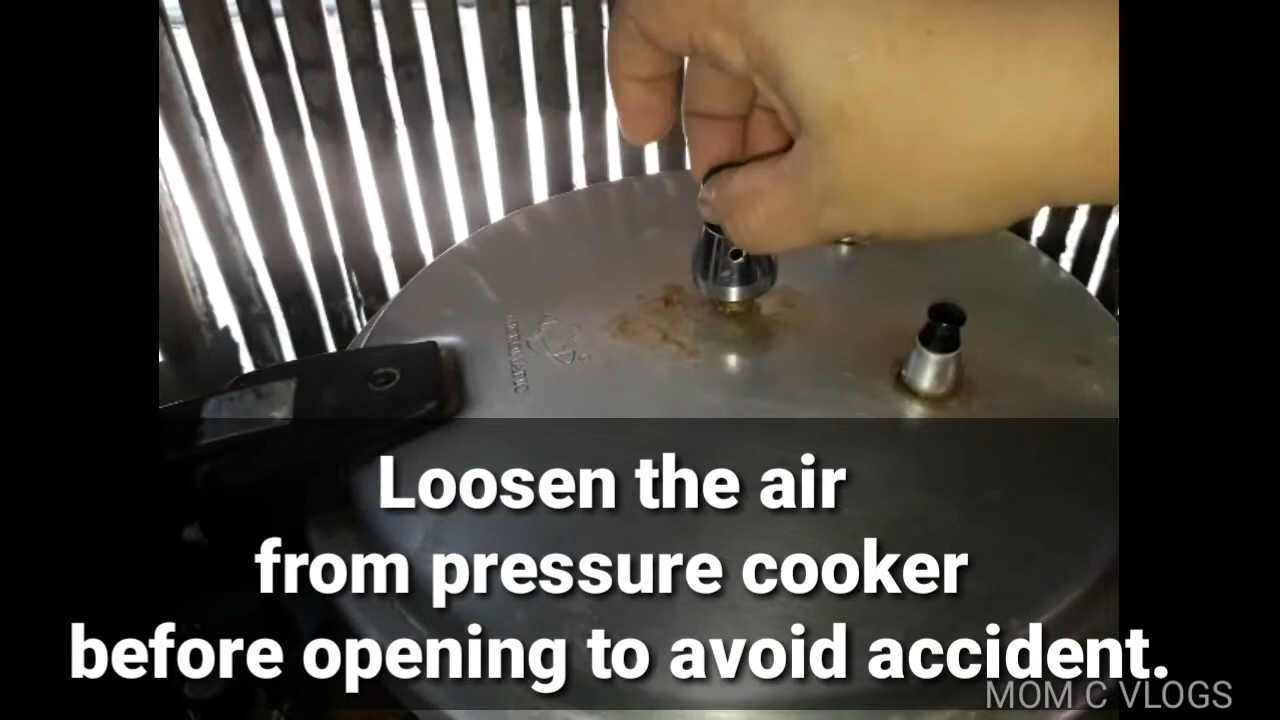 Loosen the air
from pressure cooker
before opening to avoid accident.
MOM C VLOGS